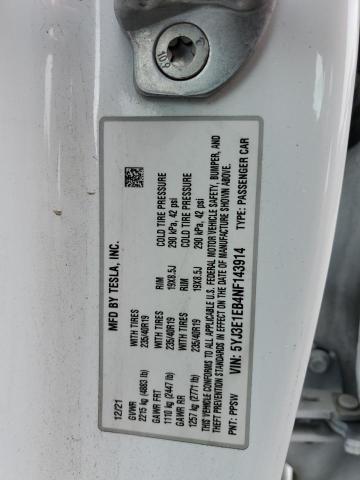 10.9
MFD BY TESLA, INC.
12/21
GVWR WITH TIRES RIM COLD TIRE PRESSURE
2215 kg (4883 lb) 235/40R19 19X8.5J 290 kPa, 42 psi
GAWR FRT WITH TIRES RIM COLD TIRE PRESSURE
1110 kg (2447 lb) 235/40R19 19X8.5J 290 kPa, 42 psi
GAWR RR
1257 kg (2771 lb)
THIS VEHICLE CONFORMS TO ALL APPLICABLE U.S. FEDERAL MOTOR VEHICLE SAFETY, BUMPER, AND
THEFT PREVENTION STANDARDS IN EFFECT ON THE DATE OF MANUFACTURE SHOWN ABOVE.
VIN: 5YJ3E1EB4NF143914
PNT: PPSW TYPE: PASSENGER CAR